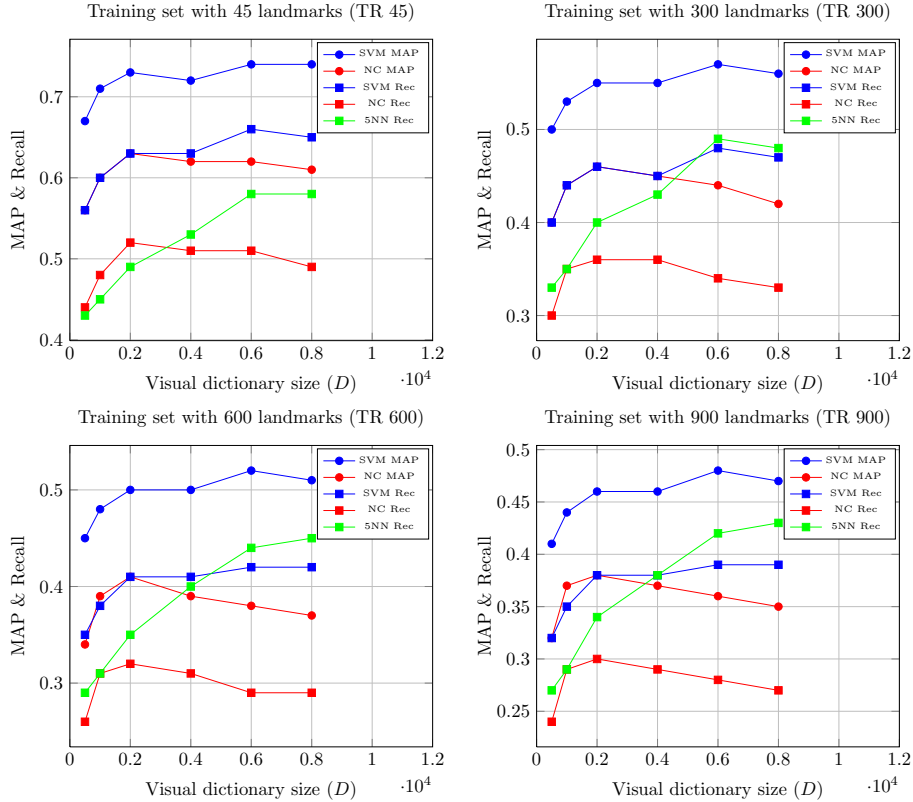 Training set with 45 landmarks (TR 45)
SVM MAP
NC MAP
SVM Rec
NC Rec
5NN Rec
0.7
0.6
0.5
0.4
MAP & Recall
0 0.2 0.4 0.6 0.8 1 1.2
·10⁴
Visual dictionary size (D)
Training set with 300 landmarks (TR 300)
SVM MAP
NC MAP
SVM Rec
NC Rec
5NN Rec
0.5
0.4
0.3
MAP & Recall
0 0.2 0.4 0.6 0.8 1 1.2
·10⁴
Visual dictionary size (D)
Training set with 600 landmarks (TR 600)
SVM MAP
NC MAP
SVM Rec
NC Rec
5NN Rec
0.5
0.4
0.3
MAP & Recall
0 0.2 0.4 0.6 0.8 1 1.2
·10⁴
Visual dictionary size (D)
Training set with 900 landmarks (TR 900)
SVM MAP
NC MAP
SVM Rec
NC Rec
5NN Rec
0.5
0.45
0.4
0.35
0.3
0.25
MAP & Recall
0 0.2 0.4 0.6 0.8 1 1.2
·10⁴
Visual dictionary size (D)